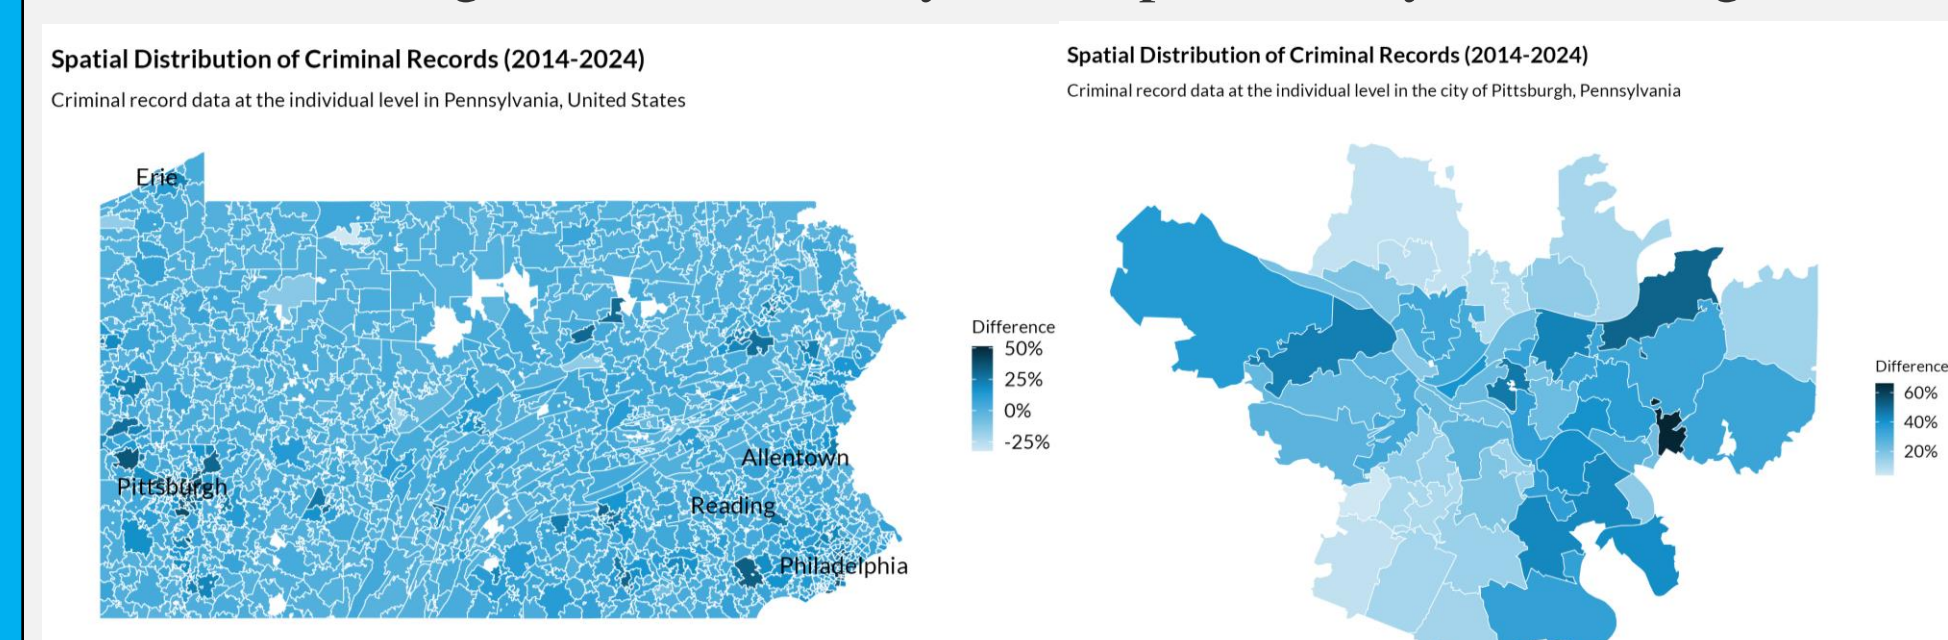 Spatial Distribution of Criminal Records (2014-2024)
Criminal record data at the individual level in Pennsylvania, United States
Erie
Pittsburgh
Allentown
Reading
Philadelphia
Difference
50%
25%
0%
-25%
Spatial Distribution of Criminal Records (2014-2024)
Criminal record data at the individual level in the city of Pittsburgh, Pennsylvania
Difference
60%
40%
20%